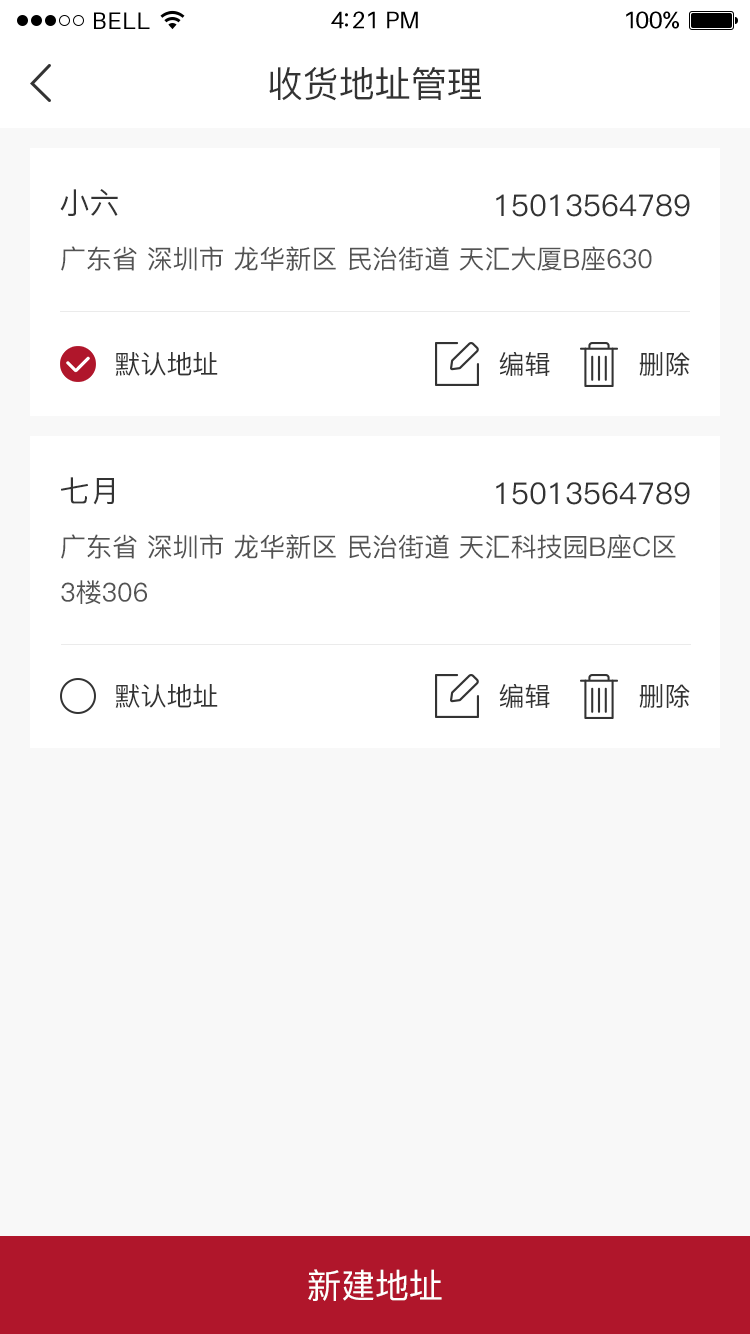 BELL 4:21 PM 100%
收货地址管理
小六 15013564789
广东省 深圳市 龙华新区 民治街道 天汇大厦B座630
默认地址 编辑 删除
七月 15013564789
广东省 深圳市 龙华新区 民治街道 天汇科技园B座C区
3楼306
默认地址 编辑 删除
新建地址